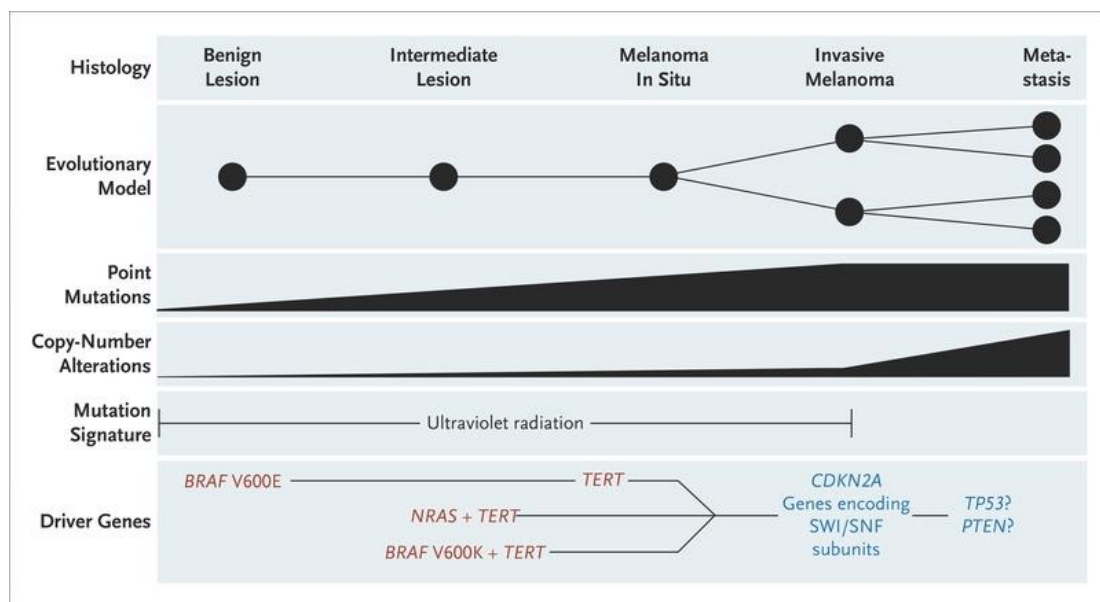 Histology
Benign
Lesion
Intermediate
Lesion
Melanoma
In Situ
Invasive
Melanoma
Meta-
stasis
Evolutionary
Model
Point
Mutations
Copy-Number
Alterations
Mutation
Signature
Ultraviolet radiation
Driver Genes
BRAF V600E
TERT
NRAS + TERT
BRAF V600K + TERT
CDKN2A
Genes encoding
SWI/SNF
subunits
TP53?
PTEN?